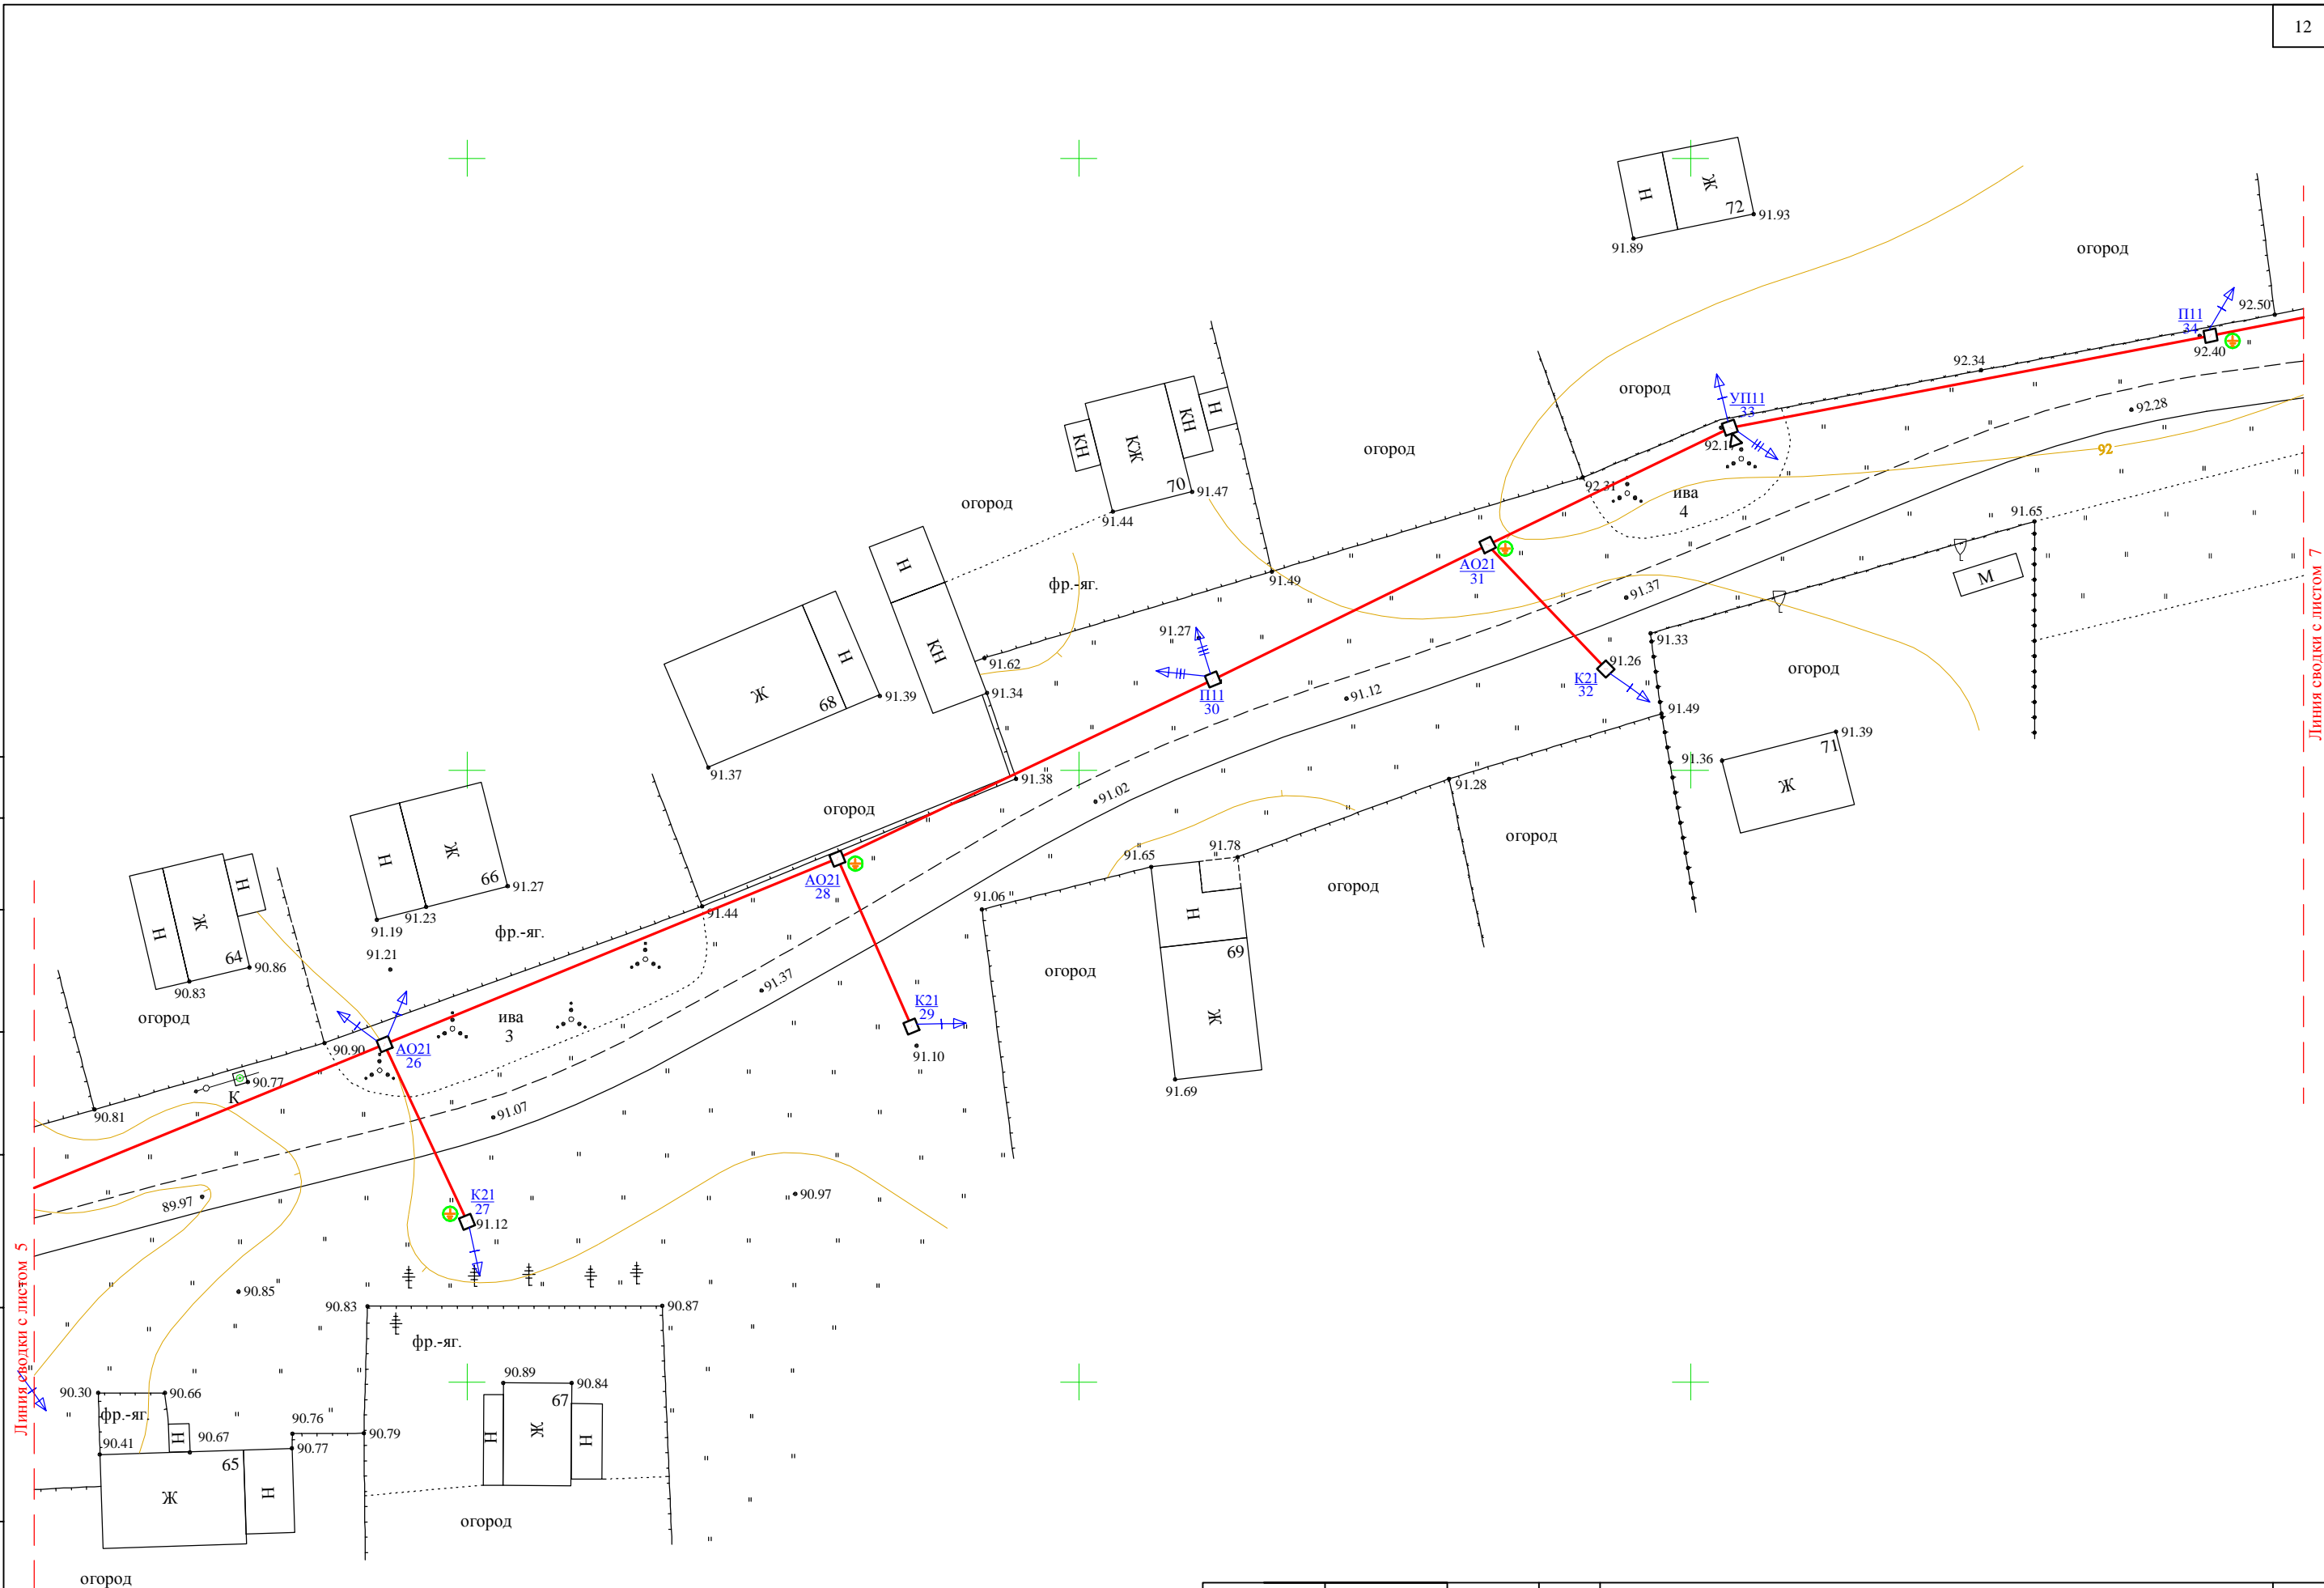 12
Н
Ж
72
91.93
91.89
огород
92.50
П11
34
92.40
92.34
92.28
92
огород
УП11
33
92.31
ива
4
огород
КН
КЖ
КН
Н
70
91.47
91.44
огород
91.65
М
Линия сводки с листом 7
Н
КН
фр.-яг.
91.49
АО21
31
91.37
91.33
огород
91.27
91.62
91.34
П11
30
91.26
К21
32
91.12
91.49
Ж
Н
68
91.39
91.37
91.38
91.36
71
91.39
Ж
91.02
91.28
огород
огород
Н
Ж
66
91.27
91.23
91.19
91.21
АО21
28
91.65
91.78
огород
91.06
91.44
фр.-яг.
Н
Ж
Н
64
90.86
90.83
огород
Н
69
Ж
91.69
огород
91.37
К21
29
91.10
ива
3
90.90
АО21
26
90.77
К
90.81
91.07
89.97
К21
27
91.12
90.97
Линия сводки с листом 5
90.85
90.83
90.87
фр.-яг.
90.30
90.66
фр.-яг.
90.41
Н
90.67
90.76
90.77
90.79
65
Ж
Н
90.89
90.84
67
Н
Ж
Н
огород
огород